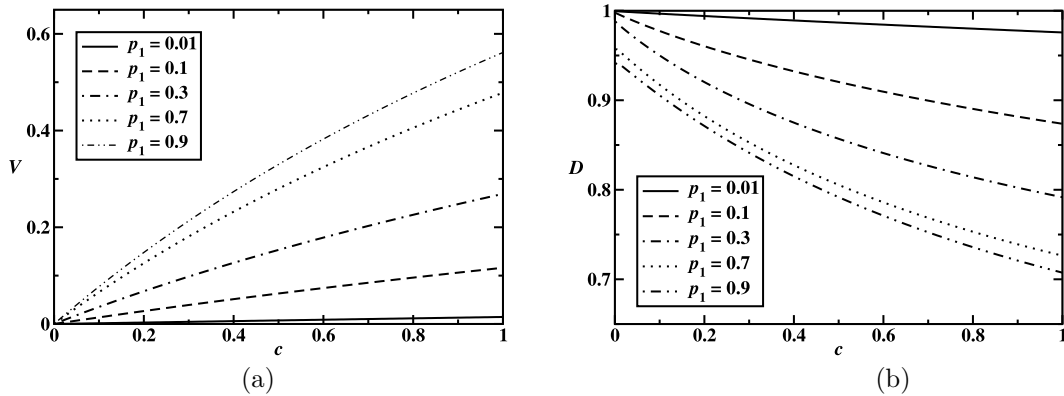 0.6
0.4
0.2
0
V
p₁ = 0.01
p₁ = 0.1
p₁ = 0.3
p₁ = 0.7
p₁ = 0.9
0 0.2 0.4 0.6 0.8 1
c
(a)
1
0.9
0.8
0.7
D
p₁ = 0.01
p₁ = 0.1
p₁ = 0.3
p₁ = 0.7
p₁ = 0.9
0 0.2 0.4 0.6 0.8 1
c
(b)